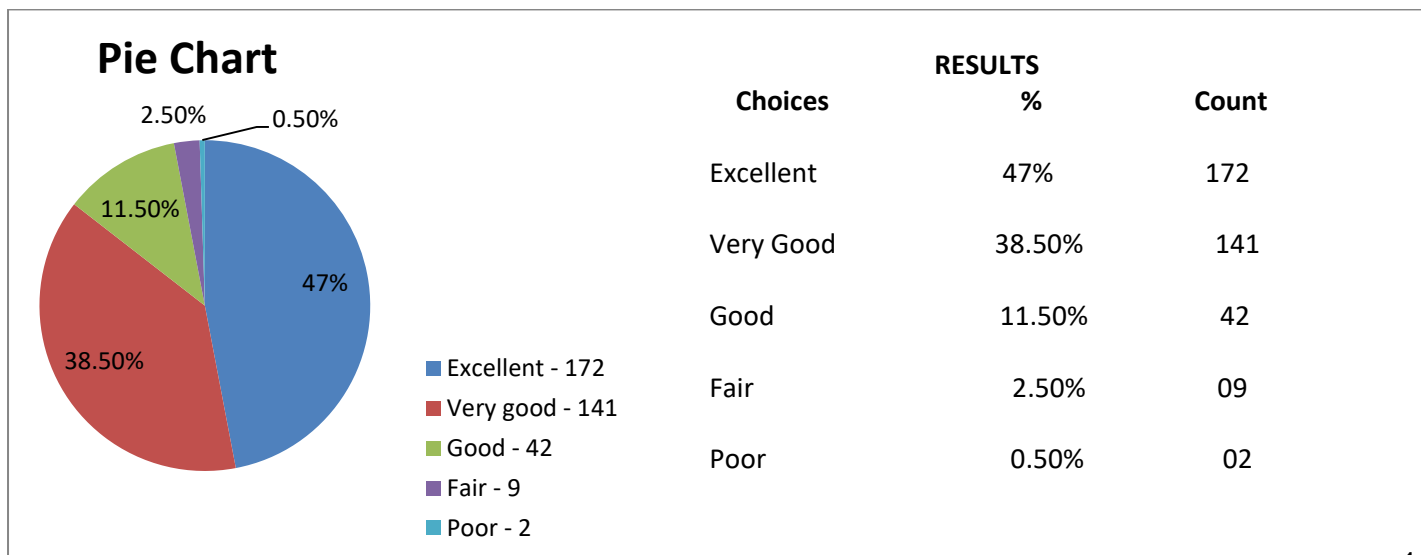 Pie Chart
2.50%
0.50%
11.50%
47%
38.50%
Excellent - 172
Very good - 141
Good - 42
Fair - 9
Poor - 2
RESULTS
Choices % Count
Excellent 47% 172
Very Good 38.50% 141
Good 11.50% 42
Fair 2.50% 09
Poor 0.50% 02